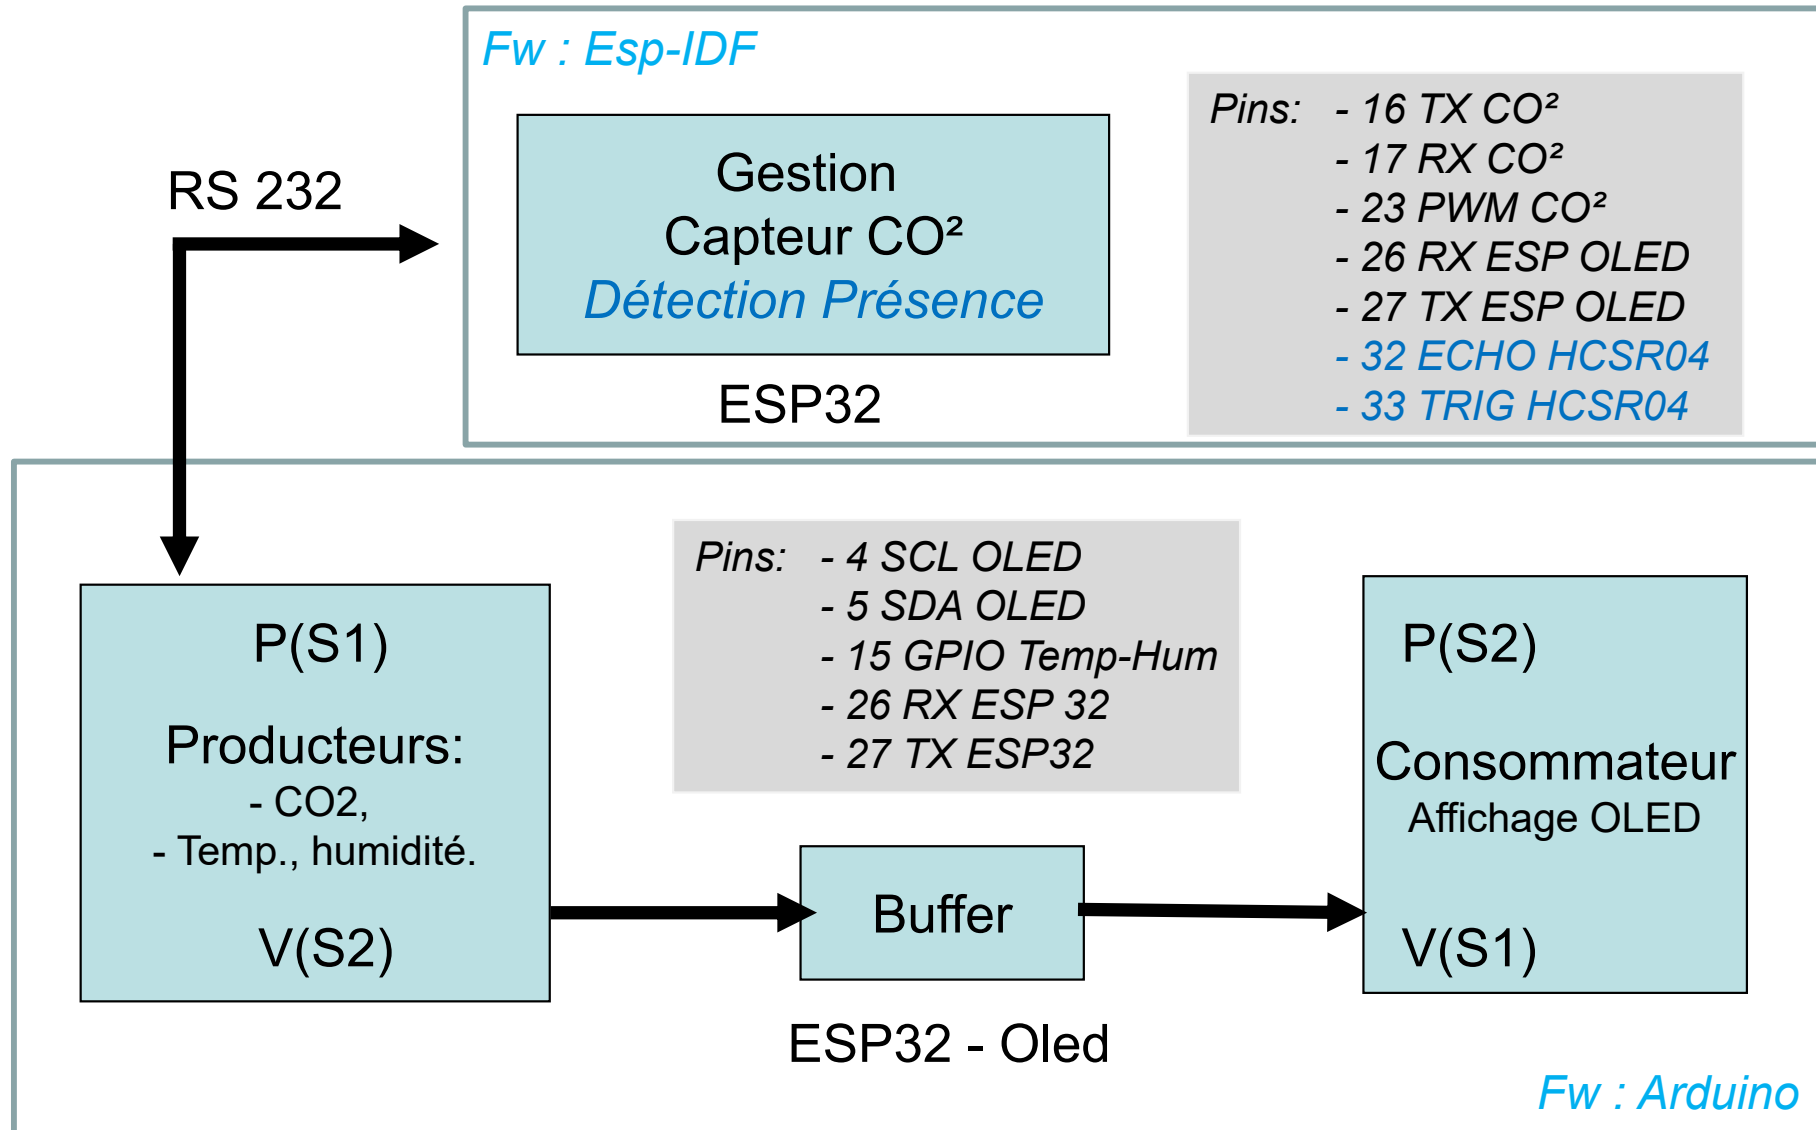 Fw : Esp-IDF
Pins: - 16 TX CO²
- 17 RX CO²
- 23 PWM CO²
- 26 RX ESP OLED
- 27 TX ESP OLED
- 32 ECHO HCSR04
- 33 TRIG HCSR04
Gestion
Capteur CO²
Détection Présence
ESP32
RS 232
Pins: - 4 SCL OLED
- 5 SDA OLED
- 15 GPIO Temp-Hum
- 26 RX ESP 32
- 27 TX ESP32
P(S1)
Producteurs:
- CO2,
- Temp., humidité.
V(S2)
Buffer
P(S2)
Consommateur
Affichage OLED
V(S1)
ESP32 - Oled
Fw : Arduino